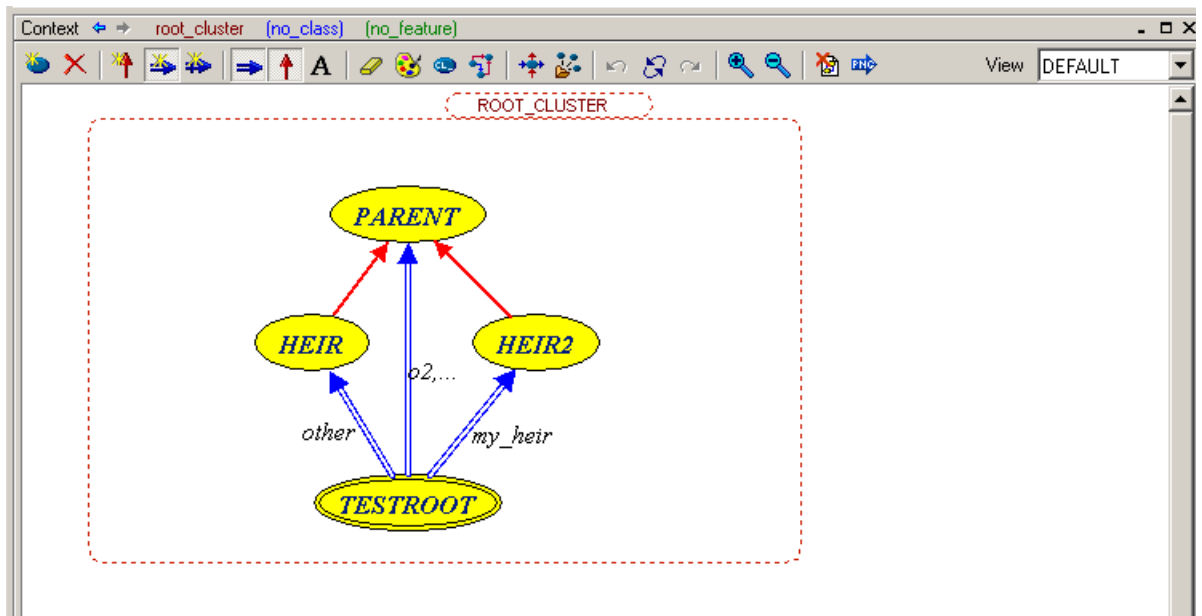 Context root_cluster (no_class) (no_feature)
A View DEFAULT
ROOT_CLUSTER
PARENT
HEIR HEIR2
o2,...
other my_heir
TESTROOT